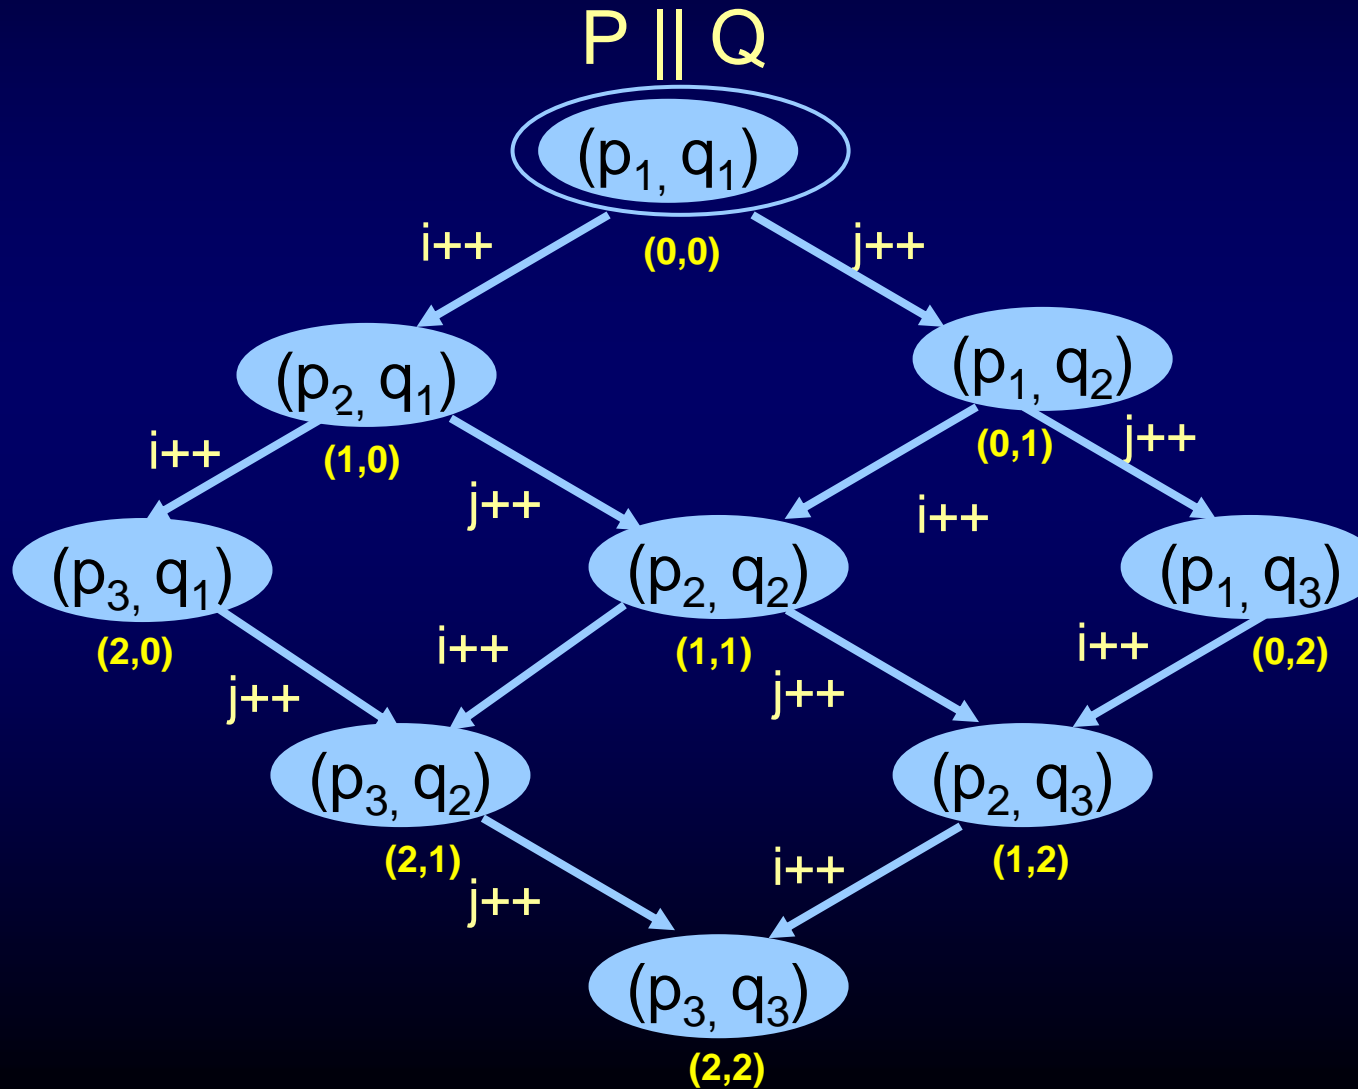 P || Q
(p1, q1)
i++ (0,0) j++
(p2, q1) (p1, q2)
i++ (1,0) j++ (0,1) i++ j++
(p3, q1) (p2, q2) (p1, q3)
(2,0) j++ i++ (1,1) j++ i++ (0,2)
(p3, q2) (p2, q3)
(2,1) j++ i++ (1,2)
(p3, q3)
(2,2)